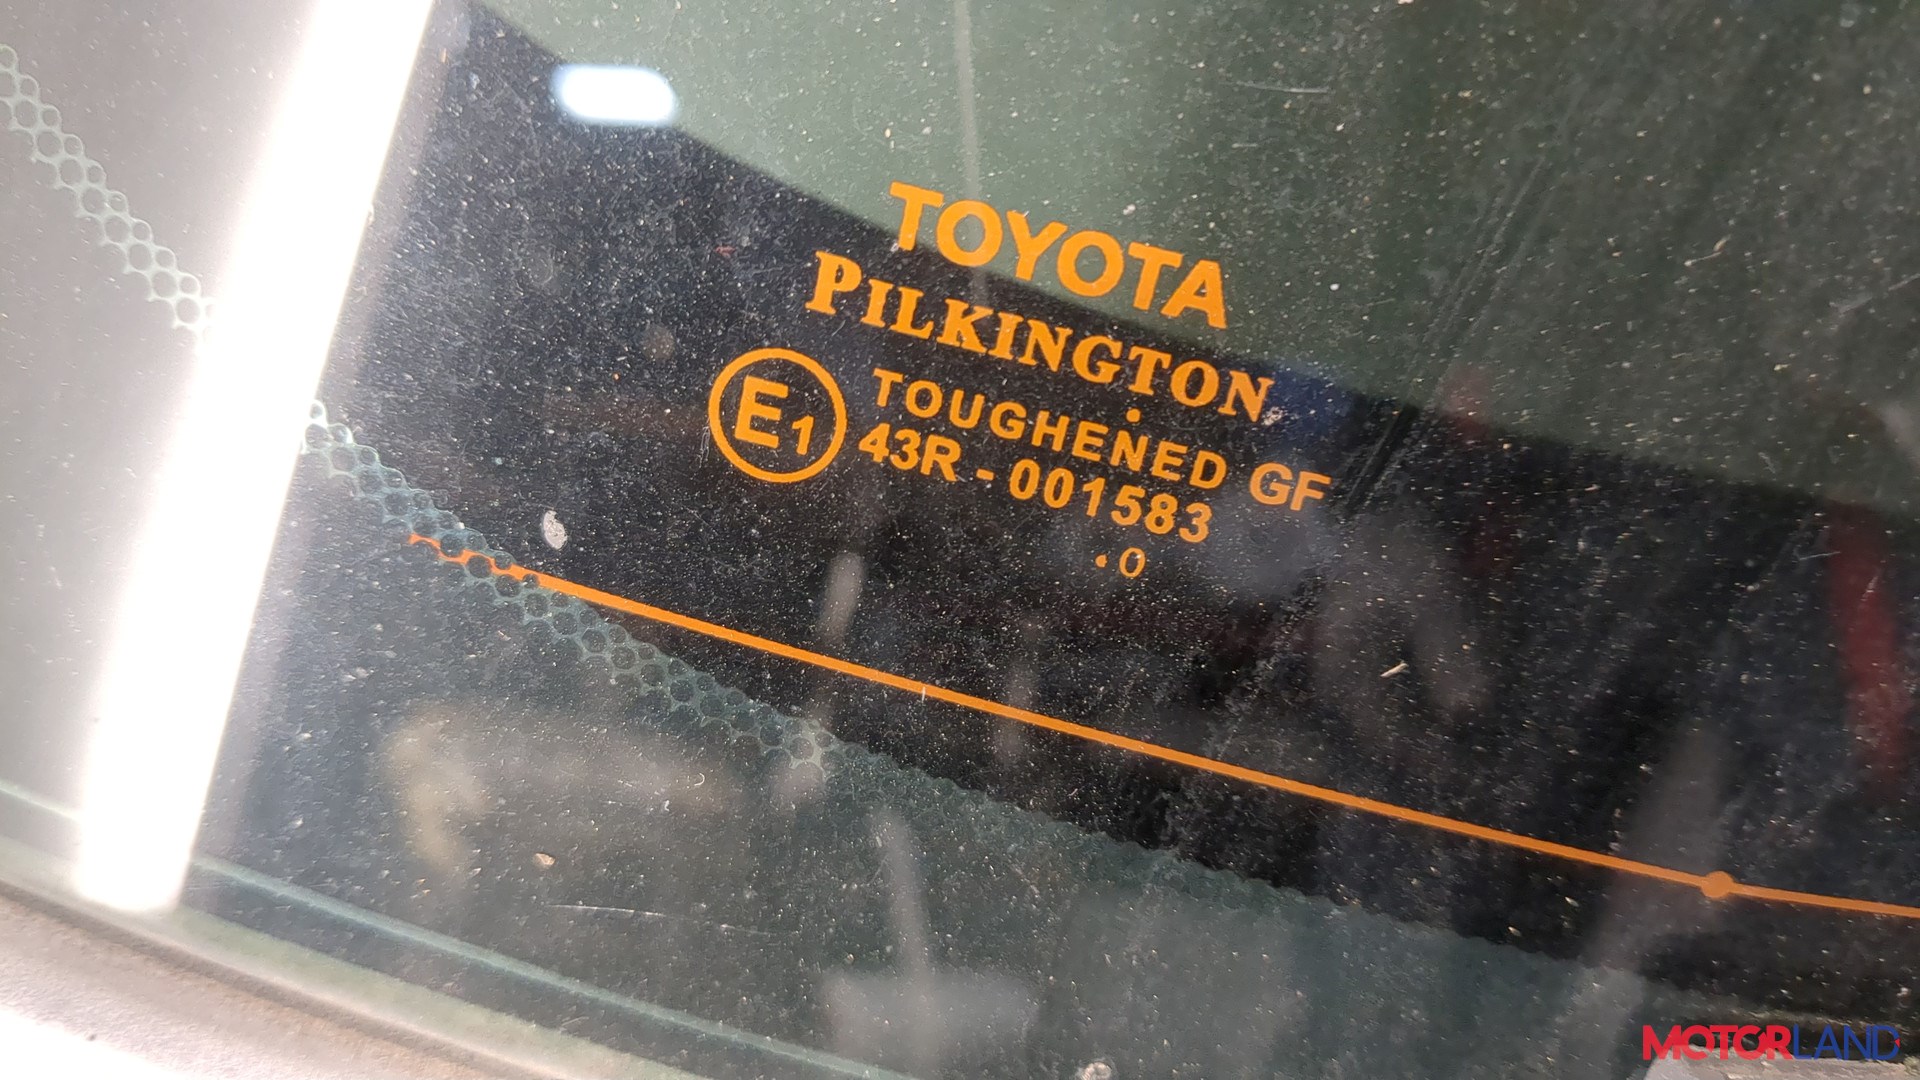 TOYOTA
PILKINGTON
E1
TOUGHENED GF
43R - 001583
.0
MOTORLAND